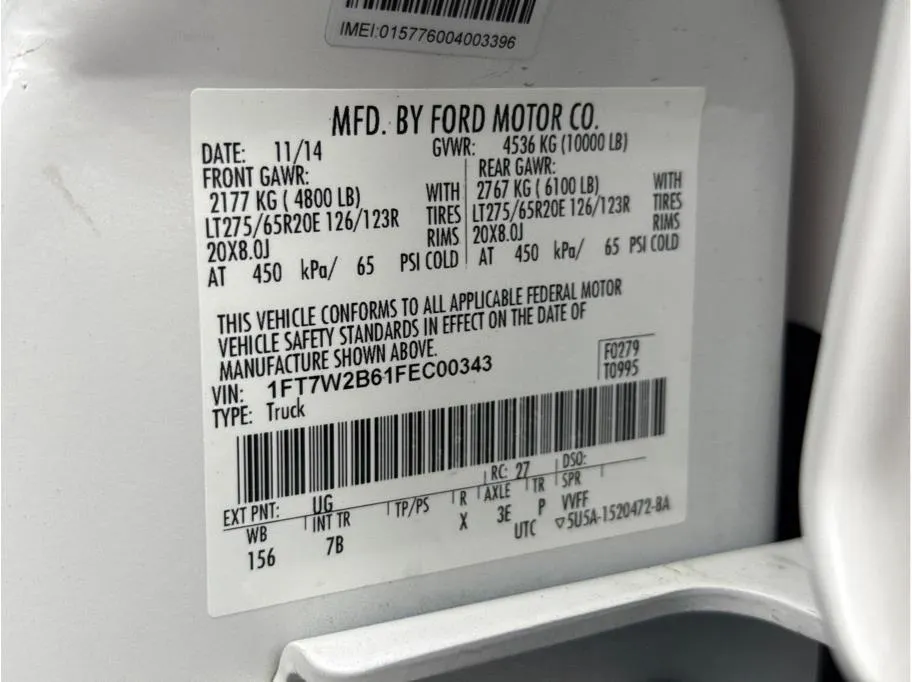 IMEI:015776004003396
MFD. BY FORD MOTOR CO.
DATE: 11/14 GVWR: 4536 KG (10000 LB)
FRONT GAWR: REAR GAWR:
2177 KG ( 4800 LB) WITH 2767 KG ( 6100 LB) WITH
LT275/65R20E 126/123R TIRES LT275/65R20E 126/123R TIRES
20X8.0J RIMS 20X8.0J RIMS
AT 450 kPa/ 65 PSI COLD AT 450 kPa/ 65 PSI COLD
THIS VEHICLE CONFORMS TO ALL APPLICABLE FEDERAL MOTOR
VEHICLE SAFETY STANDARDS IN EFFECT ON THE DATE OF
MANUFACTURE SHOWN ABOVE.
VIN: 1FT7W2B61FEC00343 F0279
TYPE: Truck T0995
EXT PNT: UG RC: 27 DSO:
WB INT TR TP/PS R AXLE TR SPR
156 7B X 3E P VVFF
UTC ▽5U5A-1520472-BA